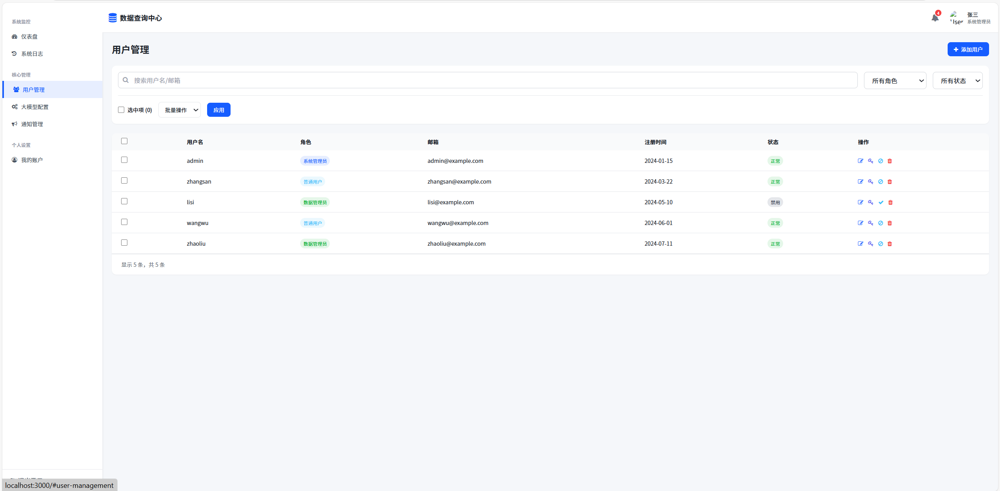 系统监控
仪表盘
系统日志
核心管理
用户管理
大模型配置
通知管理
个人设置
我的账户
localhost:3000/#user-management
数据查询中心
4
User
张三
系统管理员
用户管理
添加用户
搜索用户名/邮箱
所有角色
所有状态
选中项 (0)
批量操作
应用
用户名 角色 邮箱 注册时间 状态 操作
admin 系统管理员 admin@example.com 2024-01-15 正常
zhangsan 普通用户 zhangsan@example.com 2024-03-22 正常
lisi 数据管理员 lisi@example.com 2024-05-10 禁用
wangwu 普通用户 wangwu@example.com 2024-06-01 正常
zhaoliu 数据管理员 zhaoliu@example.com 2024-07-11 正常
显示 5 条，共 5 条